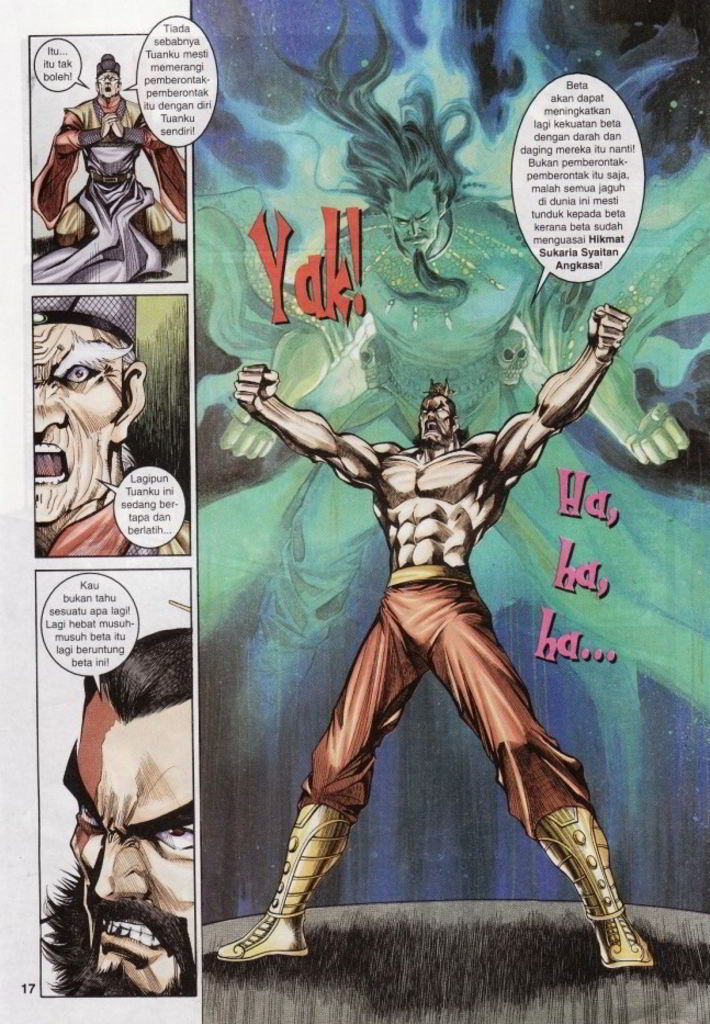 Itu...
itu tak
boleh!
Tiada
sebabnya
Tuanku mesti
memerangi
pemberontak-
pemberontak
itu dengan diri
Tuanku
sendiri!
Lagipun
Tuanku ini
sedang ber-
tapa dan
berlatih...
Kau
bukan tahu
sesuatu apa lagi!
Lagi hebat musuh-
musuh beta itu
lagi beruntung
beta ini!
Yak!
Beta
akan dapat
meningkatkan
lagi kekuatan beta
dengan darah dan
daging mereka itu nanti!
Bukan pemberontak-
pemberontak itu saja,
malah semua jaguh
di dunia ini mesti
tunduk kepada beta
kerana beta sudah
menguasai Hikmat
Sukaria Syaitan
Angkasa!
Ha,
ha,
ha...
17